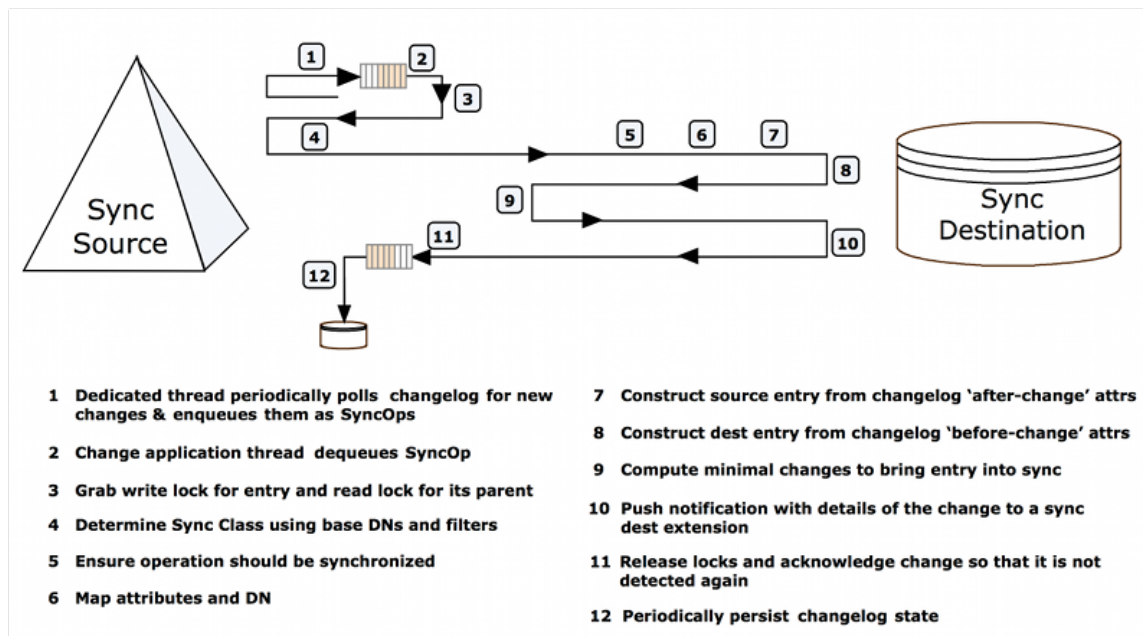 1
2
3
4
5
6
7
8
9
10
11
12
Sync
Source
Sync
Destination
1 Dedicated thread periodically polls changelog for new
changes & enqueues them as SyncOps
2 Change application thread dequeues SyncOp
3 Grab write lock for entry and read lock for its parent
4 Determine Sync Class using base DNs and filters
5 Ensure operation should be synchronized
6 Map attributes and DN
7 Construct source entry from changelog ‘after-change’ attrs
8 Construct dest entry from changelog ‘before-change’ attrs
9 Compute minimal changes to bring entry into sync
10 Push notification with details of the change to a sync
dest extension
11 Release locks and acknowledge change so that it is not
detected again
12 Periodically persist changelog state